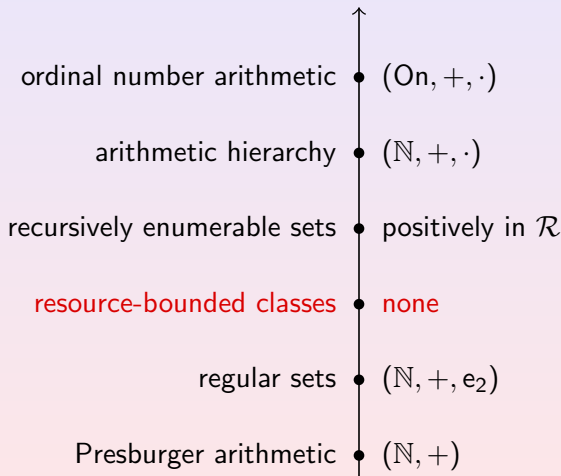 ordinal number arithmetic (On, +, ·)
arithmetic hierarchy (ℕ, +, ·)
recursively enumerable sets positively in ℛ
resource-bounded classes none
regular sets (ℕ, +, e₂)
Presburger arithmetic (ℕ, +)